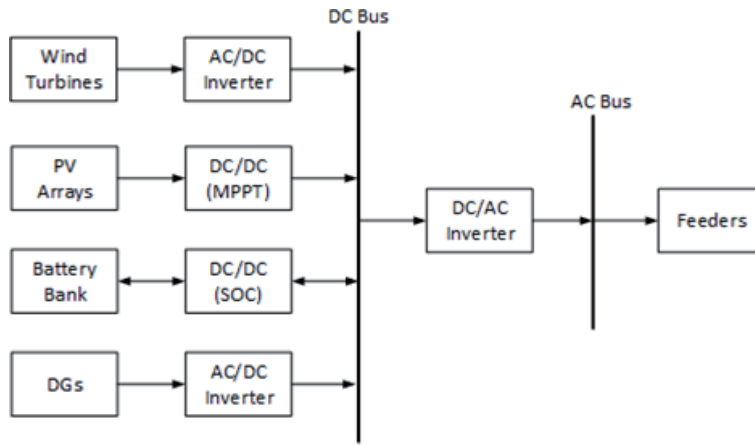 DC Bus
Wind
Turbines
AC/DC
Inverter
AC Bus
PV
Arrays
DC/DC
(MPPT)
DC/AC
Inverter
Feeders
Battery
Bank
DC/DC
(SOC)
DGs
AC/DC
Inverter